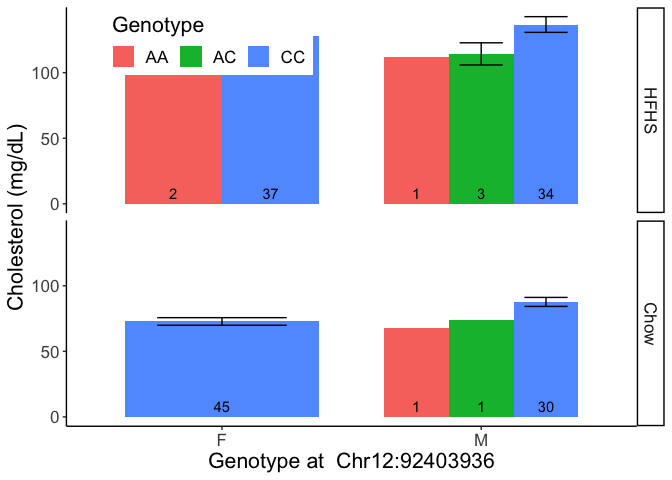 Genotype
AA AC CC
Cholesterol (mg/dL)
100
50
0
2 37 1 3 34
HFHS
100
50
0
45 1 1 30
Chow
F M
Genotype at Chr12:92403936